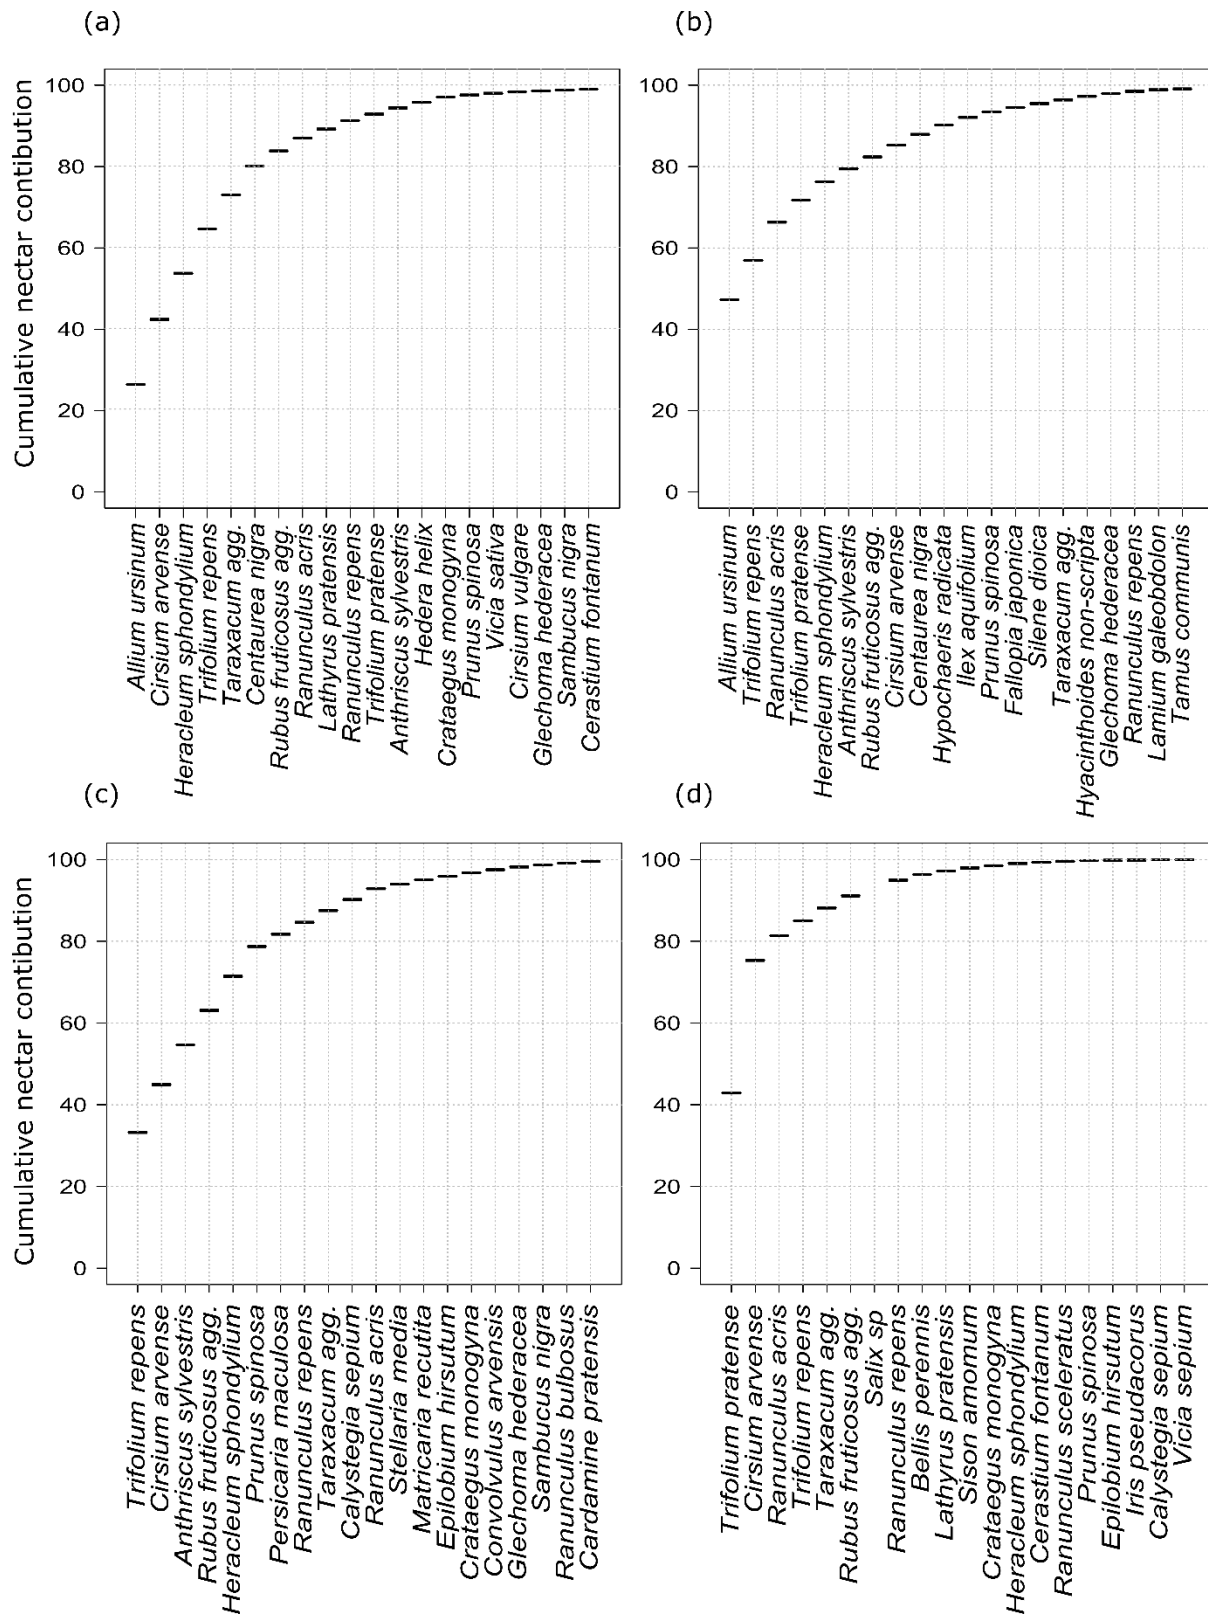 (a)
Cumulative nectar contibution
100
80
60
40
20
0
Allium ursinum
Cirsium arvense
Heracleum sphondylium
Trifolium repens
Taraxacum agg.
Centaurea nigra
Rubus fruticosus agg.
Ranunculus acris
Lathyrus pratensis
Ranunculus repens
Trifolium pratense
Anthriscus sylvestris
Hedera helix
Crataegus monogyna
Prunus spinosa
Vicia sativa
Cirsium vulgare
Glechoma hederacea
Sambucus nigra
Cerastium fontanum
(b)
100
80
60
40
20
0
Allium ursinum
Trifolium repens
Ranunculus acris
Trifolium pratense
Heracleum sphondylium
Anthriscus sylvestris
Rubus fruticosus agg.
Cirsium arvense
Centaurea nigra
Hypochaeris radicata
Ilex aquifolium
Prunus spinosa
Fallopia japonica
Silene dioica
Taraxacum agg.
Hyacinthoides non-scripta
Glechoma hederacea
Ranunculus repens
Lamium galeobdolon
Tamus communis
(c)
Cumulative nectar contibution
100
80
60
40
20
0
Trifolium repens
Cirsium arvense
Anthriscus sylvestris
Rubus fruticosus agg.
Heracleum sphondylium
Prunus spinosa
Persicaria maculosa
Ranunculus repens
Taraxacum agg.
Calystegia sepium
Ranunculus acris
Stellaria media
Matricaria recutita
Epilobium hirsutum
Crataegus monogyna
Convolvulus arvensis
Glechoma hederacea
Sambucus nigra
Ranunculus bulbosus
Cardamine pratensis
(d)
100
80
60
40
20
0
Trifolium pratense
Cirsium arvense
Ranunculus acris
Trifolium repens
Taraxacum agg.
Rubus fruticosus agg.
Salix sp
Ranunculus repens
Bellis perennis
Lathyrus pratensis
Sison amomum
Crataegus monogyna
Heracleum sphondylium
Cerastium fontanum
Ranunculus sceleratus
Prunus spinosa
Epilobium hirsutum
Iris pseudacorus
Calystegia sepium
Vicia sepium